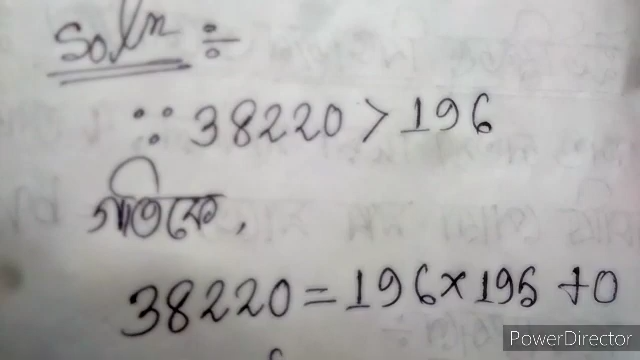 Soln ÷
∵ 38220 > 196
গতিকে,
38220 = 196 × 195 + 0
PowerDirector